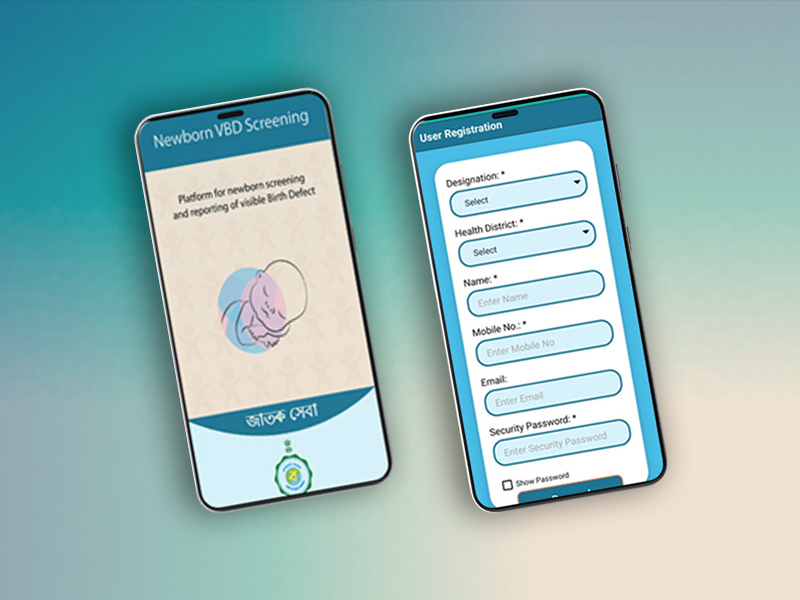 Newborn VBD Screening
Platform for newborn screening
and reporting of visible Birth Defect
জাতক সেবা
ব
User Registration
Designation: *
Select
Health District: *
Select
Name: *
Enter Name
Mobile No.: *
Enter Mobile No
Email:
Enter Email
Security Password: *
Enter Security Password
Show Password